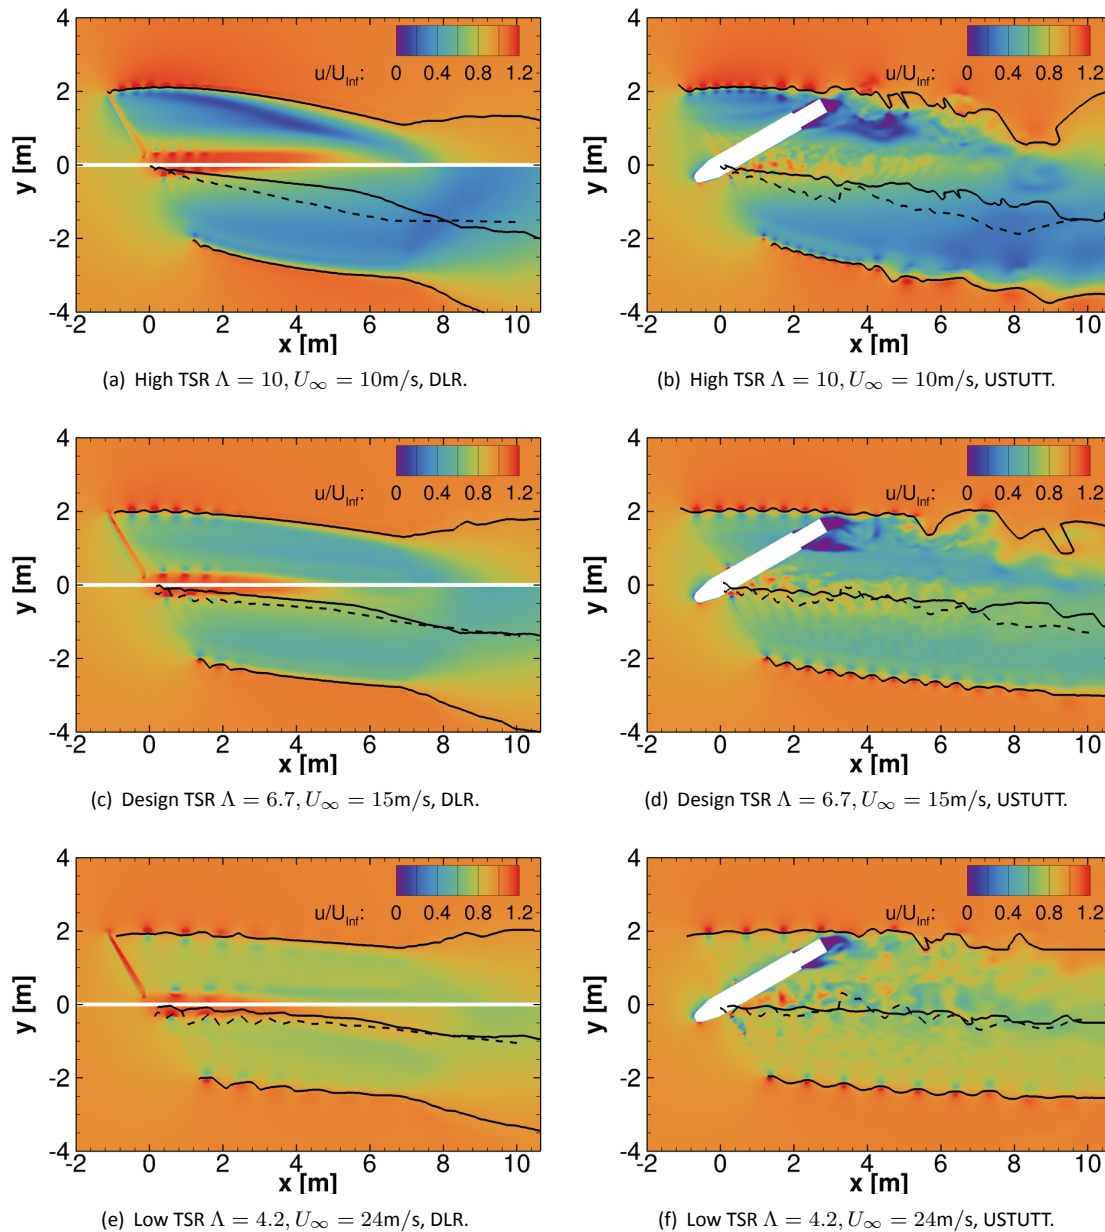 4
u/U_Inf: 0 0.4 0.8 1.2
2
y [m]
0
-2
-4
-2 0 2 4 6 8 10
x [m]
(a) High TSR Λ = 10, U∞ = 10m/s, DLR.
4
u/U_Inf: 0 0.4 0.8 1.2
2
y [m]
0
-2
-4
-2 0 2 4 6 8 10
x [m]
(b) High TSR Λ = 10, U∞ = 10m/s, USTUTT.
4
u/U_Inf: 0 0.4 0.8 1.2
2
y [m]
0
-2
-4
-2 0 2 4 6 8 10
x [m]
(c) Design TSR Λ = 6.7, U∞ = 15m/s, DLR.
4
u/U_Inf: 0 0.4 0.8 1.2
2
y [m]
0
-2
-4
-2 0 2 4 6 8 10
x [m]
(d) Design TSR Λ = 6.7, U∞ = 15m/s, USTUTT.
4
u/U_Inf: 0 0.4 0.8 1.2
2
y [m]
0
-2
-4
-2 0 2 4 6 8 10
x [m]
(e) Low TSR Λ = 4.2, U∞ = 24m/s, DLR.
4
u/U_Inf: 0 0.4 0.8 1.2
2
y [m]
0
-2
-4
-2 0 2 4 6 8 10
x [m]
(f) Low TSR Λ = 4.2, U∞ = 24m/s, USTUTT.